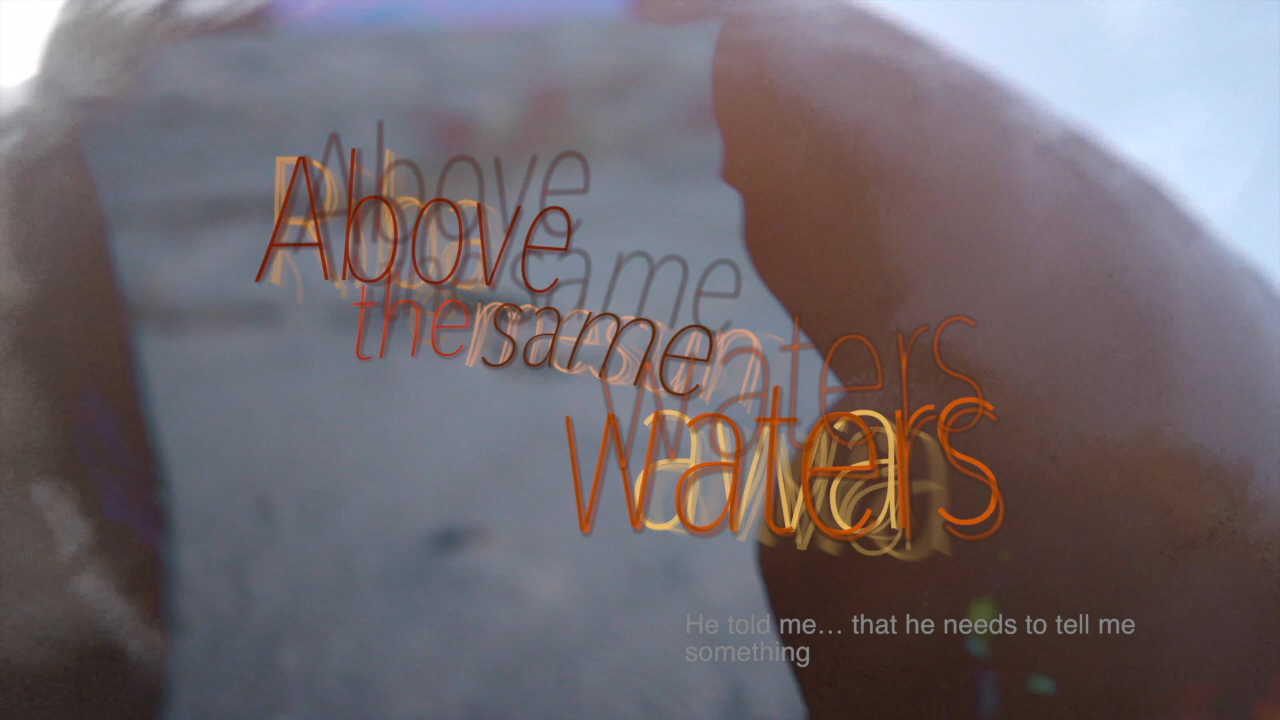 Above
the same
waters
He told me… that he needs to tell me
something